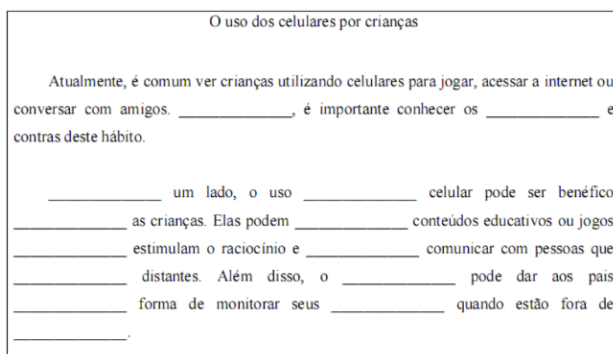 O uso dos celulares por crianças
Atualmente, é comum ver crianças utilizando celulares para jogar, acessar a internet ou
conversar com amigos. ______________, é importante conhecer os ______________ e
contras deste hábito.
______________ um lado, o uso ______________ celular pode ser benéfico
______________ as crianças. Elas podem ______________ conteúdos educativos ou jogos
______________ estimulam o raciocínio e ______________ comunicar com pessoas que
______________ distantes. Além disso, o ______________ pode dar aos pais
______________ forma de monitorar seus ______________ quando estão fora de
______________.